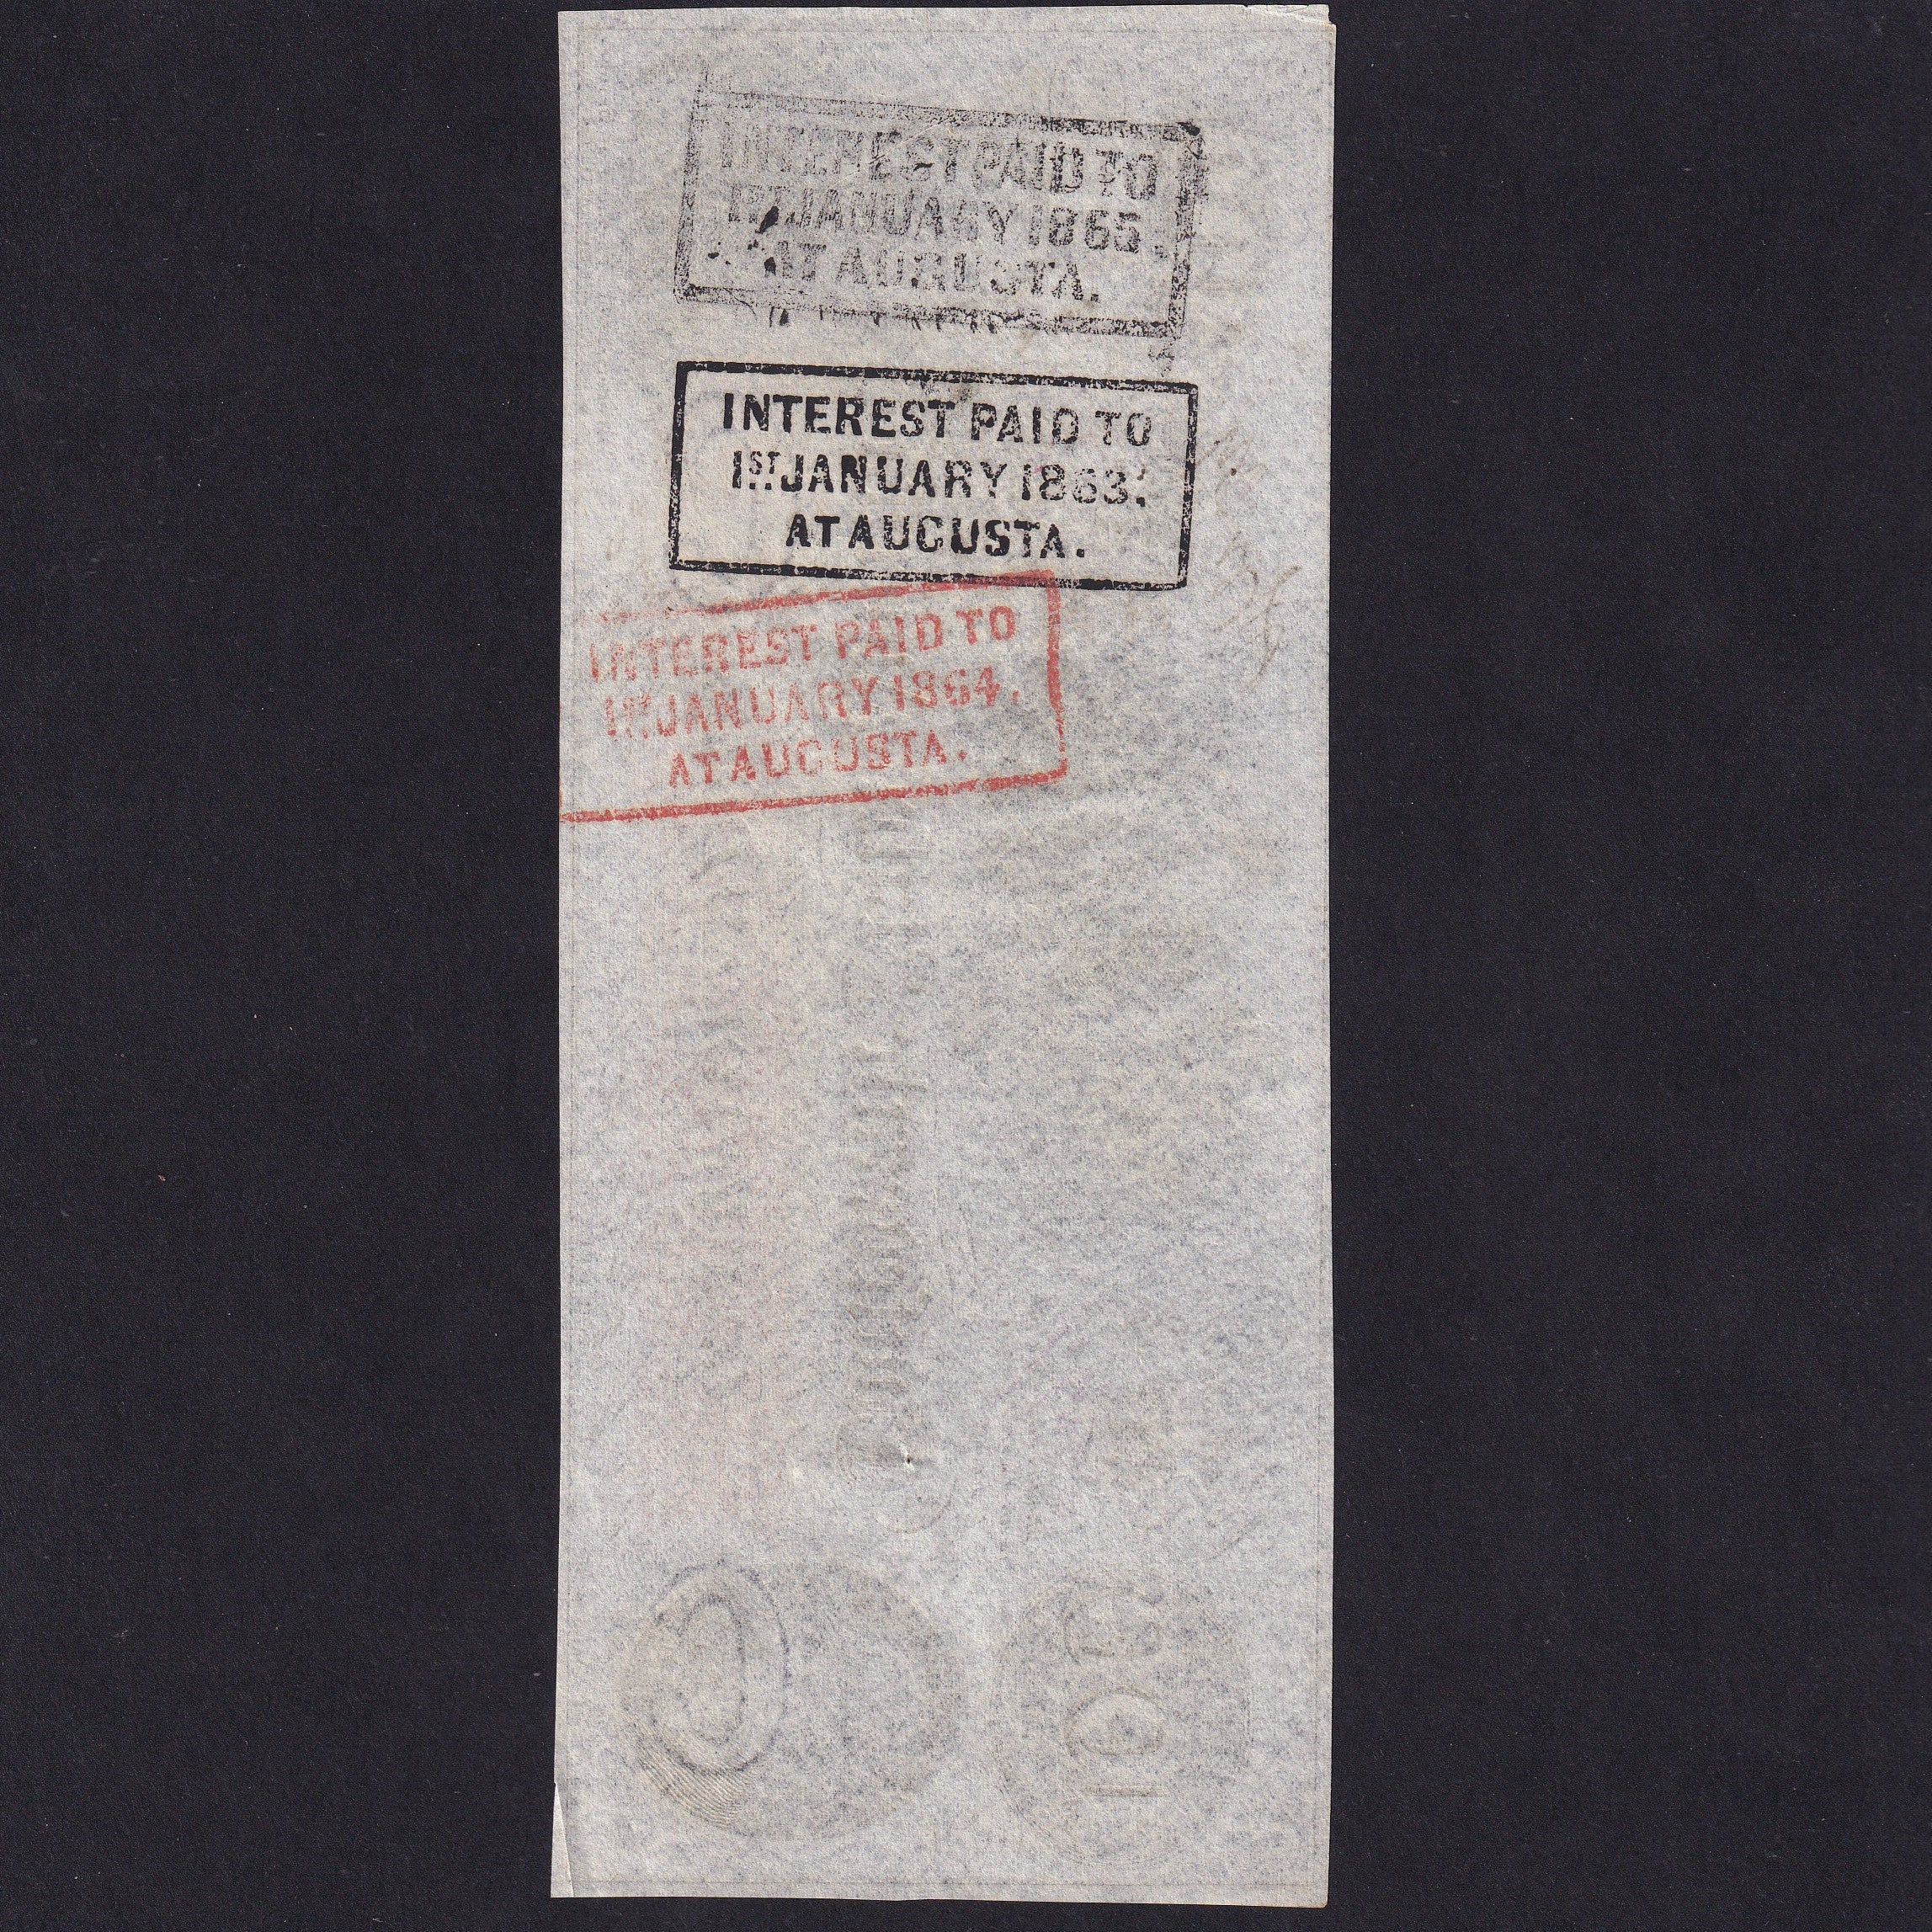 INTEREST PAID TO
1ST JANUARY 1865.
AT AUGUSTA.
INTEREST PAID TO
1ST JANUARY 1863.
AT AUGUSTA.
INTEREST PAID TO
1ST JANUARY 1864.
AT AUGUSTA.
100